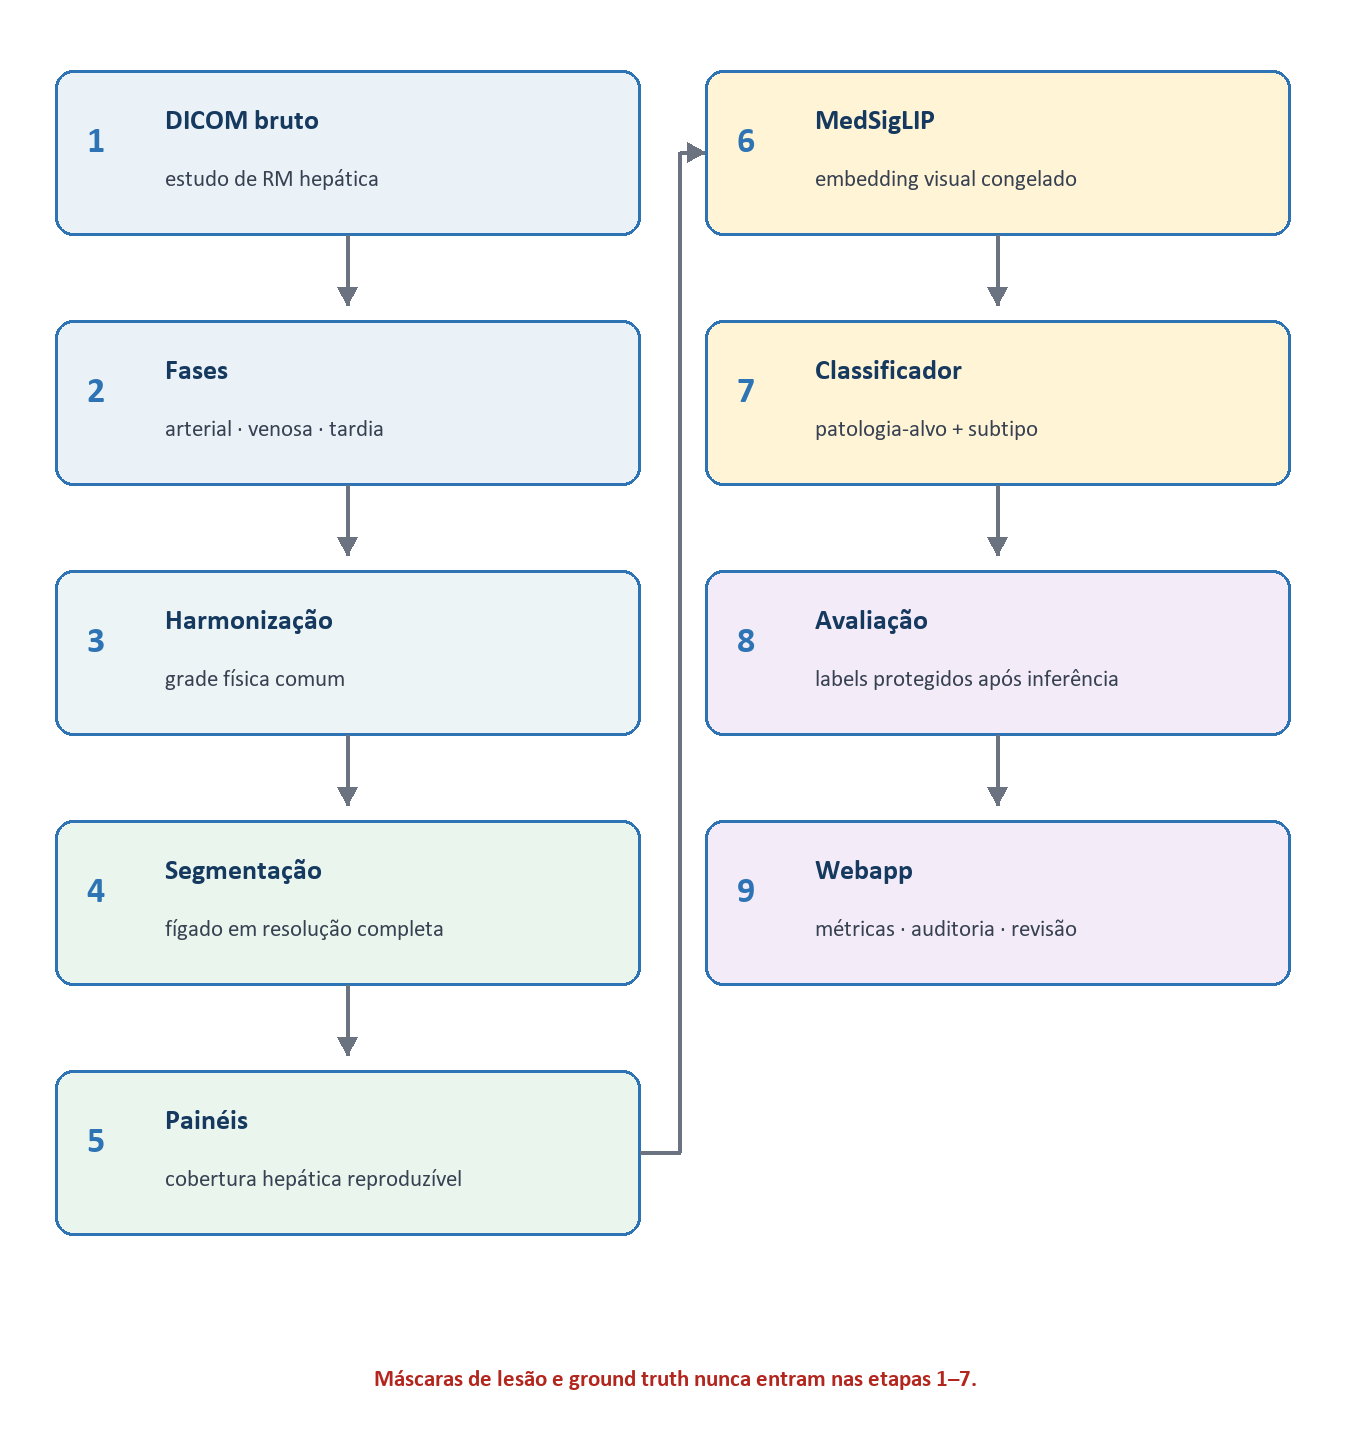 1
DICOM bruto
estudo de RM hepática
2
Fases
arterial · venosa · tardia
3
Harmonização
grade física comum
4
Segmentação
fígado em resolução completa
5
Painéis
cobertura hepática reproduzível
6
MedSigLIP
embedding visual congelado
7
Classificador
patologia-alvo + subtipo
8
Avaliação
labels protegidos após inferência
9
Webapp
métricas · auditoria · revisão
Máscaras de lesão e ground truth nunca entram nas etapas 1–7.